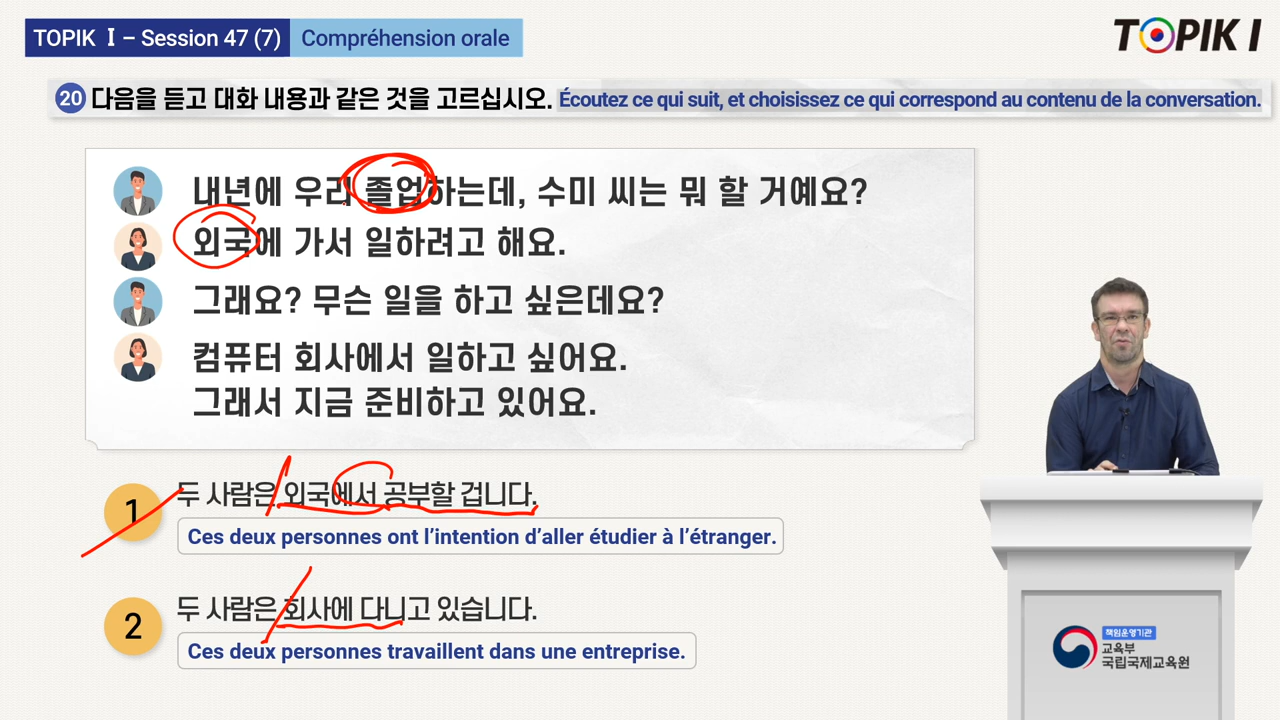 TOPIK I – Session 47 (7) Compréhension orale
TOPIK I
20 다음을 듣고 대화 내용과 같은 것을 고르십시오. Écoutez ce qui suit, et choisissez ce qui correspond au contenu de la conversation.
내년에 우리 졸업하는데, 수미 씨는 뭐 할 거예요?
외국에 가서 일하려고 해요.
그래요? 무슨 일을 하고 싶은데요?
컴퓨터 회사에서 일하고 싶어요.
그래서 지금 준비하고 있어요.
1 두 사람은 외국에서 공부할 겁니다.
Ces deux personnes ont l’intention d’aller étudier à l’étranger.
2 두 사람은 회사에 다니고 있습니다.
Ces deux personnes travaillent dans une entreprise.
책임운영기관
교육부
국립국제교육원